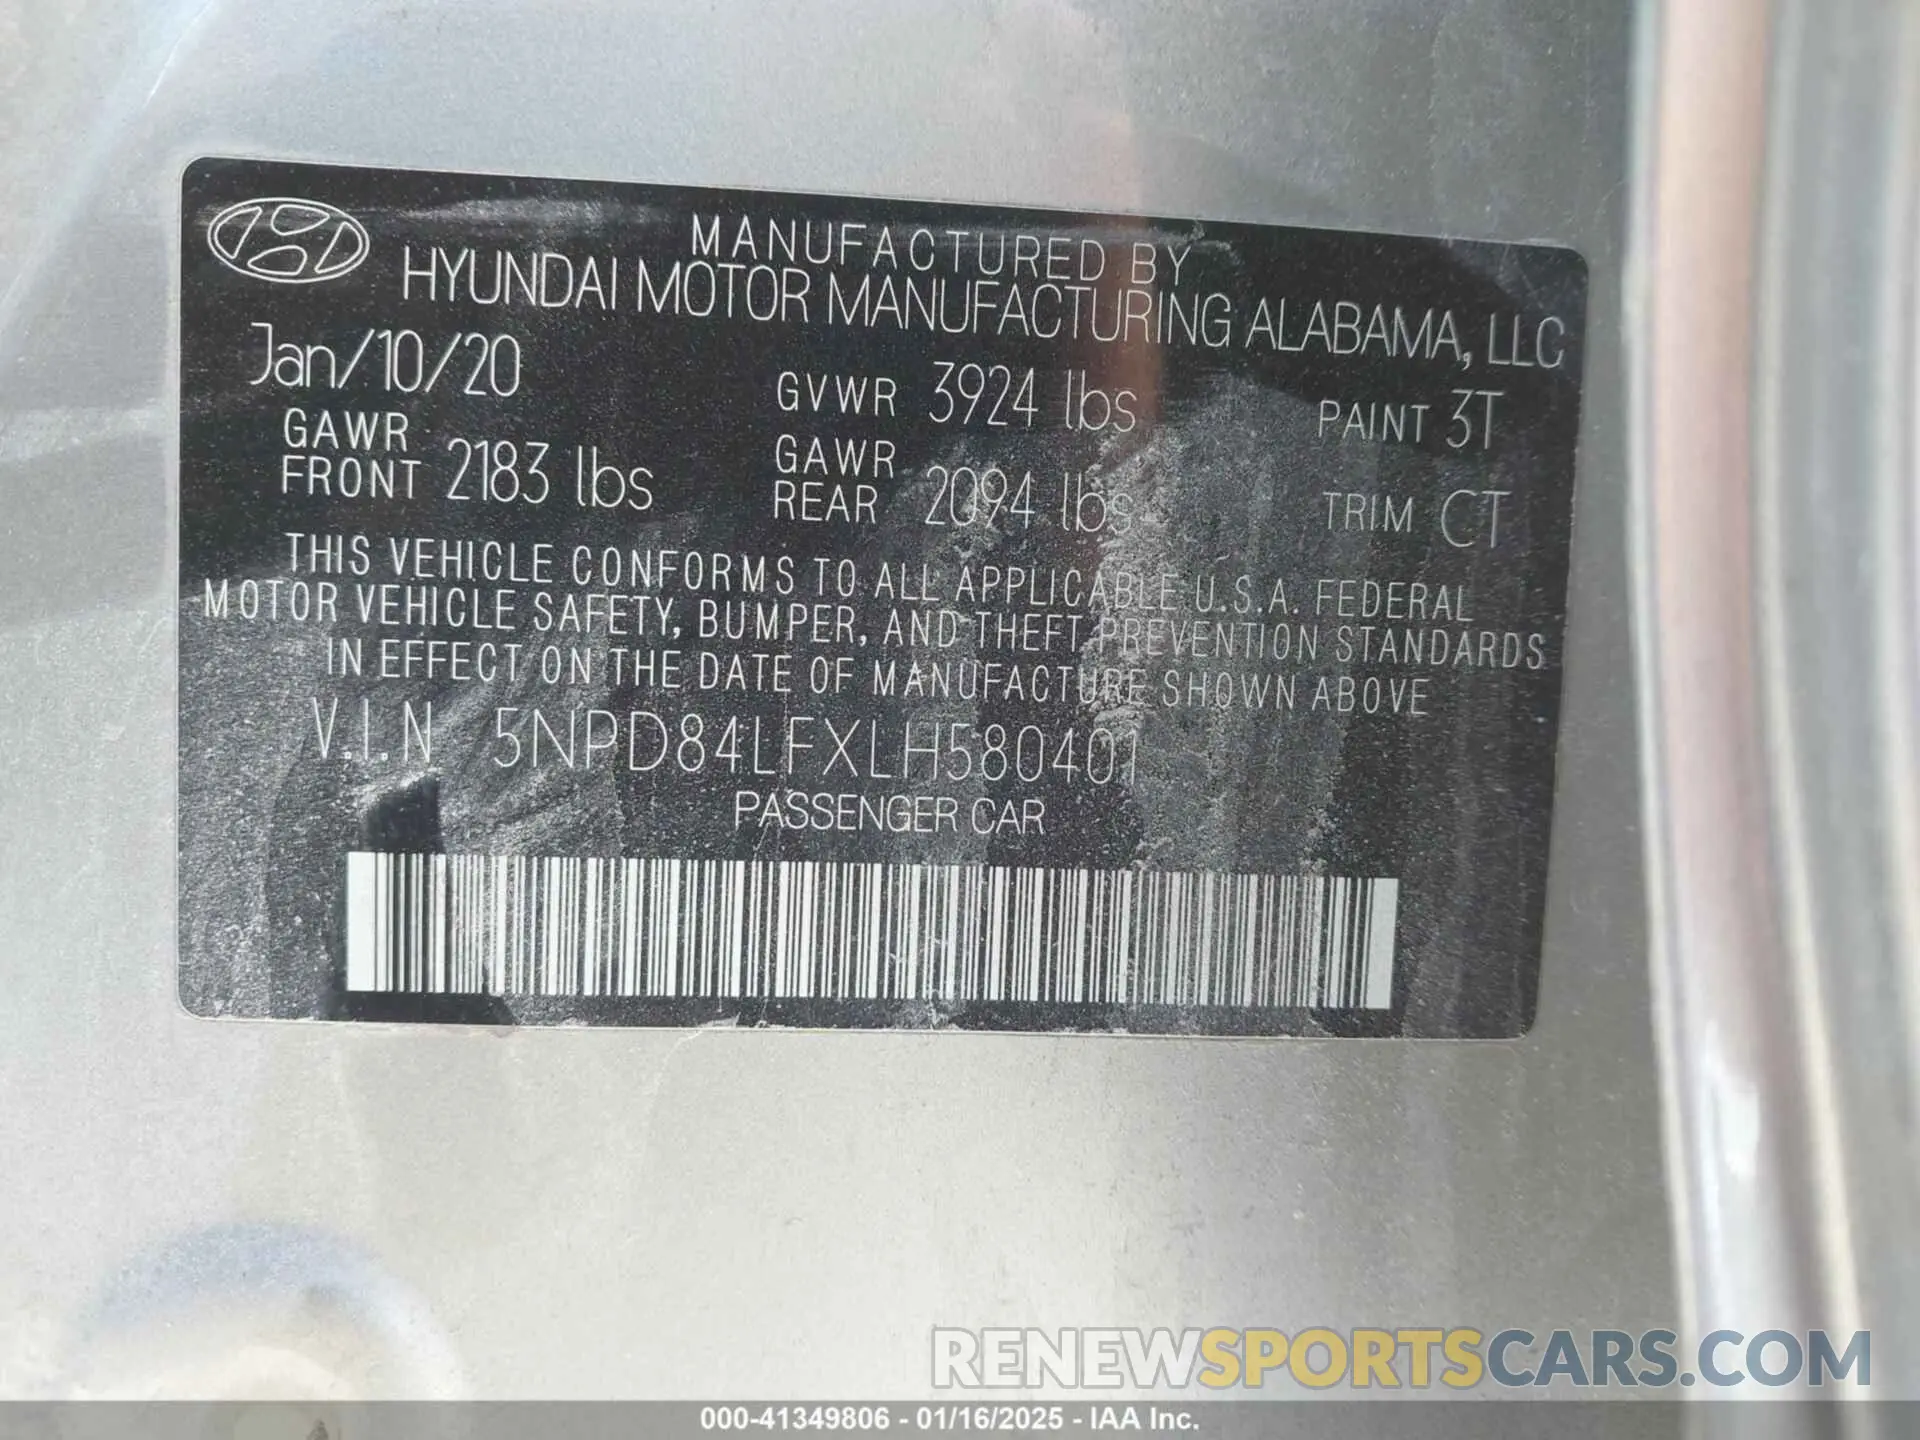 MANUFACTURED BY
HYUNDAI MOTOR MANUFACTURING ALABAMA, LLC
Jan/10/20 GVWR 3924 lbs PAINT 3T
GAWR FRONT 2183 lbs GAWR REAR 2094 lbs TRIM CT
THIS VEHICLE CONFORMS TO ALL APPLICABLE U.S.A. FEDERAL
MOTOR VEHICLE SAFETY, BUMPER, AND THEFT PREVENTION STANDARDS
IN EFFECT ON THE DATE OF MANUFACTURE SHOWN ABOVE
V.I.N 5NPD84LFXLH580401
PASSENGER CAR
RENEWSPORTSCARS.COM
000-41349806 - 01/16/2025 - IAA Inc.